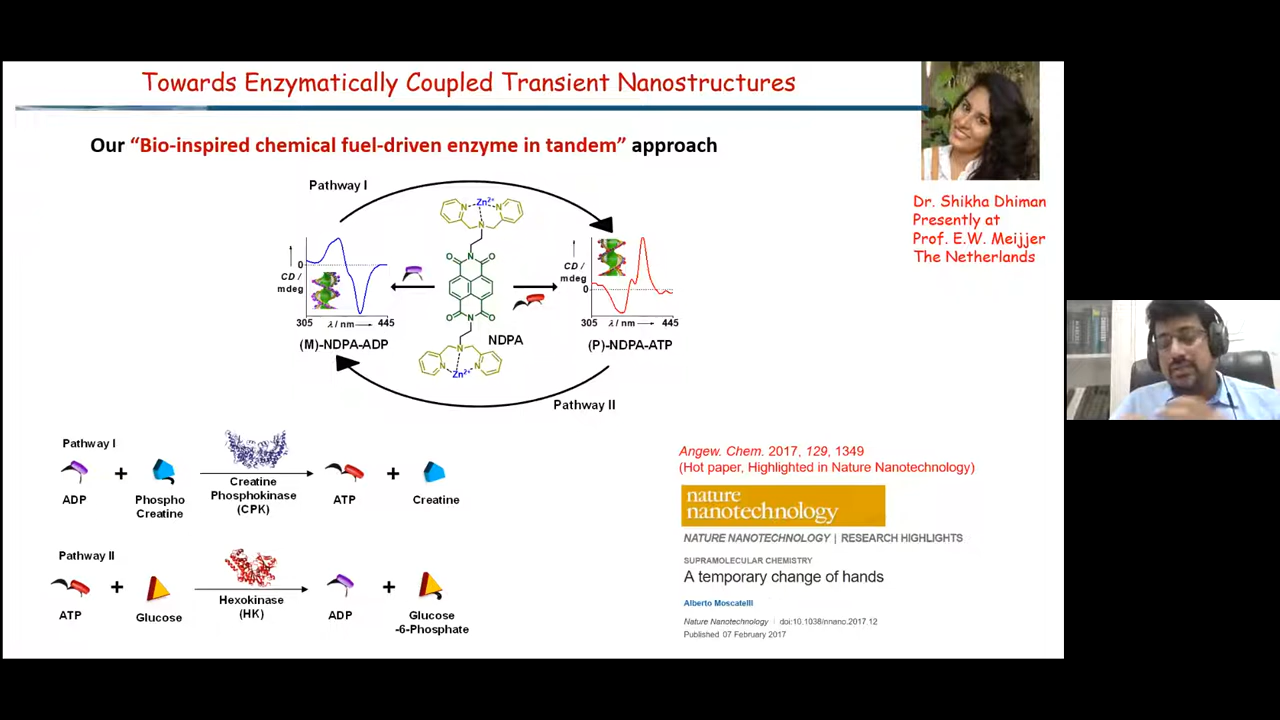 Towards Enzymatically Coupled Transient Nanostructures
Our “Bio-inspired chemical fuel-driven enzyme in tandem” approach
Dr. Shikha Dhiman
Presently at
Prof. E.W. Meijjer
The Netherlands
Pathway I
Zn2+
N
N
N
CD /
mdeg
0
305
λ / nm
445
(M)-NDPA-ADP
O
N
O
O
N
O
NDPA
N
N
N
Zn2+
CD /
mdeg
0
305
λ / nm
445
(P)-NDPA-ATP
Pathway II
Pathway I
ADP
+
Phospho
Creatine
Creatine
Phosphokinase
(CPK)
ATP
+
Creatine
Pathway II
ATP
+
Glucose
Hexokinase
(HK)
ADP
+
Glucose
-6-Phosphate
Angew. Chem. 2017, 129, 1349
(Hot paper, Highlighted in Nature Nanotechnology)
nature
nanotechnology
NATURE NANOTECHNOLOGY | RESEARCH HIGHLIGHTS
SUPRAMOLECULAR CHEMISTRY
A temporary change of hands
Alberto Moscatelli
Nature Nanotechnology | doi:10.1038/nnano.2017.12
Published 07 February 2017